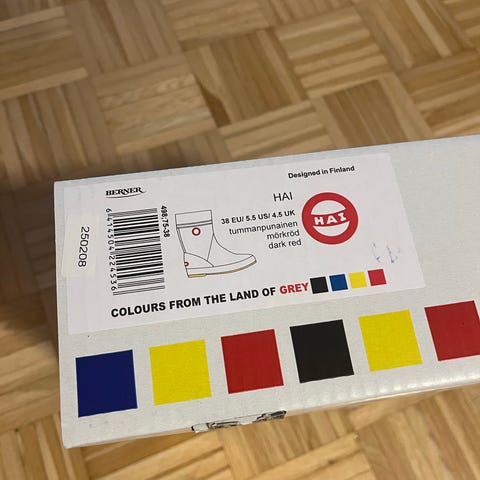 Designed in Finland
BERNER
HAI
38 EU/ 5.5 US/ 4.5 UK
tummanpunainen
mörkröd
dark red
HAI
498-75-38
6414504224536
250208
COLOURS FROM THE LAND OF GREY